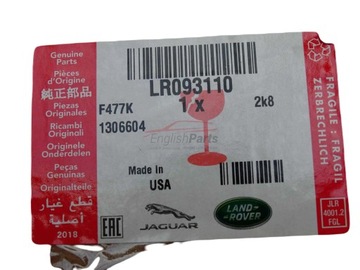 Genuine
Parts
Pièces
d'Origine
純正部品
Piezas
Originales
Ricambi
Originali
Originele
Onderdelen
Peças
Genuínas
Originalteile
قطع غيار
أصلية
2018
LR093110
1 x
F477K
2k8
1306604
EnglishParts
Made in
USA
EAC
JAGUAR
LAND-
ROVER
FRAGILE : FRAGIL
ZERBRECHLICH
JLR
4001.2
FGL